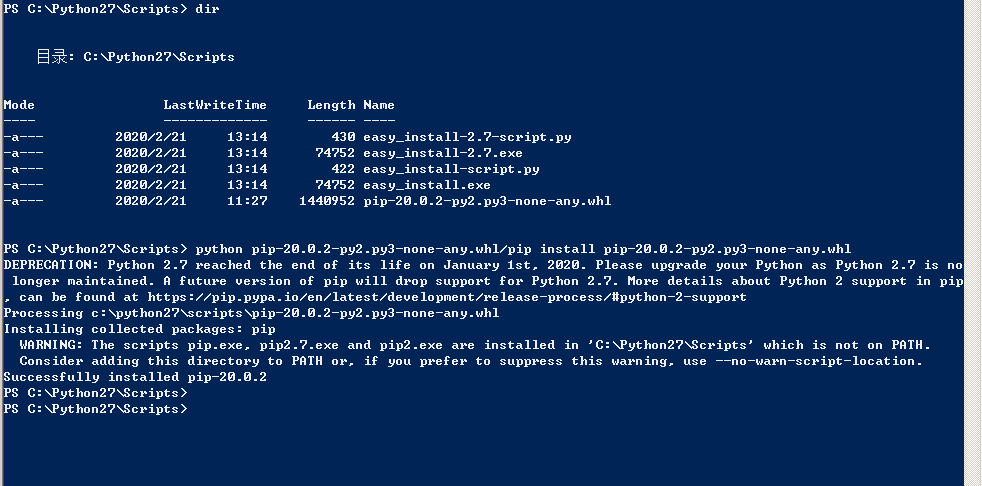 PS C:\Python27\Scripts> dir
目录: C:\Python27\Scripts
Mode                LastWriteTime     Length Name
----                -------------     ------ ----
-a---         2020/2/21     13:14        430 easy_install-2.7-script.py
-a---         2020/2/21     13:14      74752 easy_install-2.7.exe
-a---         2020/2/21     13:14        422 easy_install-script.py
-a---         2020/2/21     13:14      74752 easy_install.exe
-a---         2020/2/21     11:27    1440952 pip-20.0.2-py2.py3-none-any.whl
PS C:\Python27\Scripts> python pip-20.0.2-py2.py3-none-any.whl/pip install pip-20.0.2-py2.py3-none-any.whl
DEPRECATION: Python 2.7 reached the end of its life on January 1st, 2020. Please upgrade your Python as Python 2.7 is no
 longer maintained. A future version of pip will drop support for Python 2.7. More details about Python 2 support in pip
, can be found at https://pip.pypa.io/en/latest/development/release-process/#python-2-support
Processing c:\python27\scripts\pip-20.0.2-py2.py3-none-any.whl
Installing collected packages: pip
  WARNING: The scripts pip.exe, pip2.7.exe and pip2.exe are installed in 'C:\Python27\Scripts' which is not on PATH.
  Consider adding this directory to PATH or, if you prefer to suppress this warning, use --no-warn-script-location.
Successfully installed pip-20.0.2
PS C:\Python27\Scripts>
PS C:\Python27\Scripts>